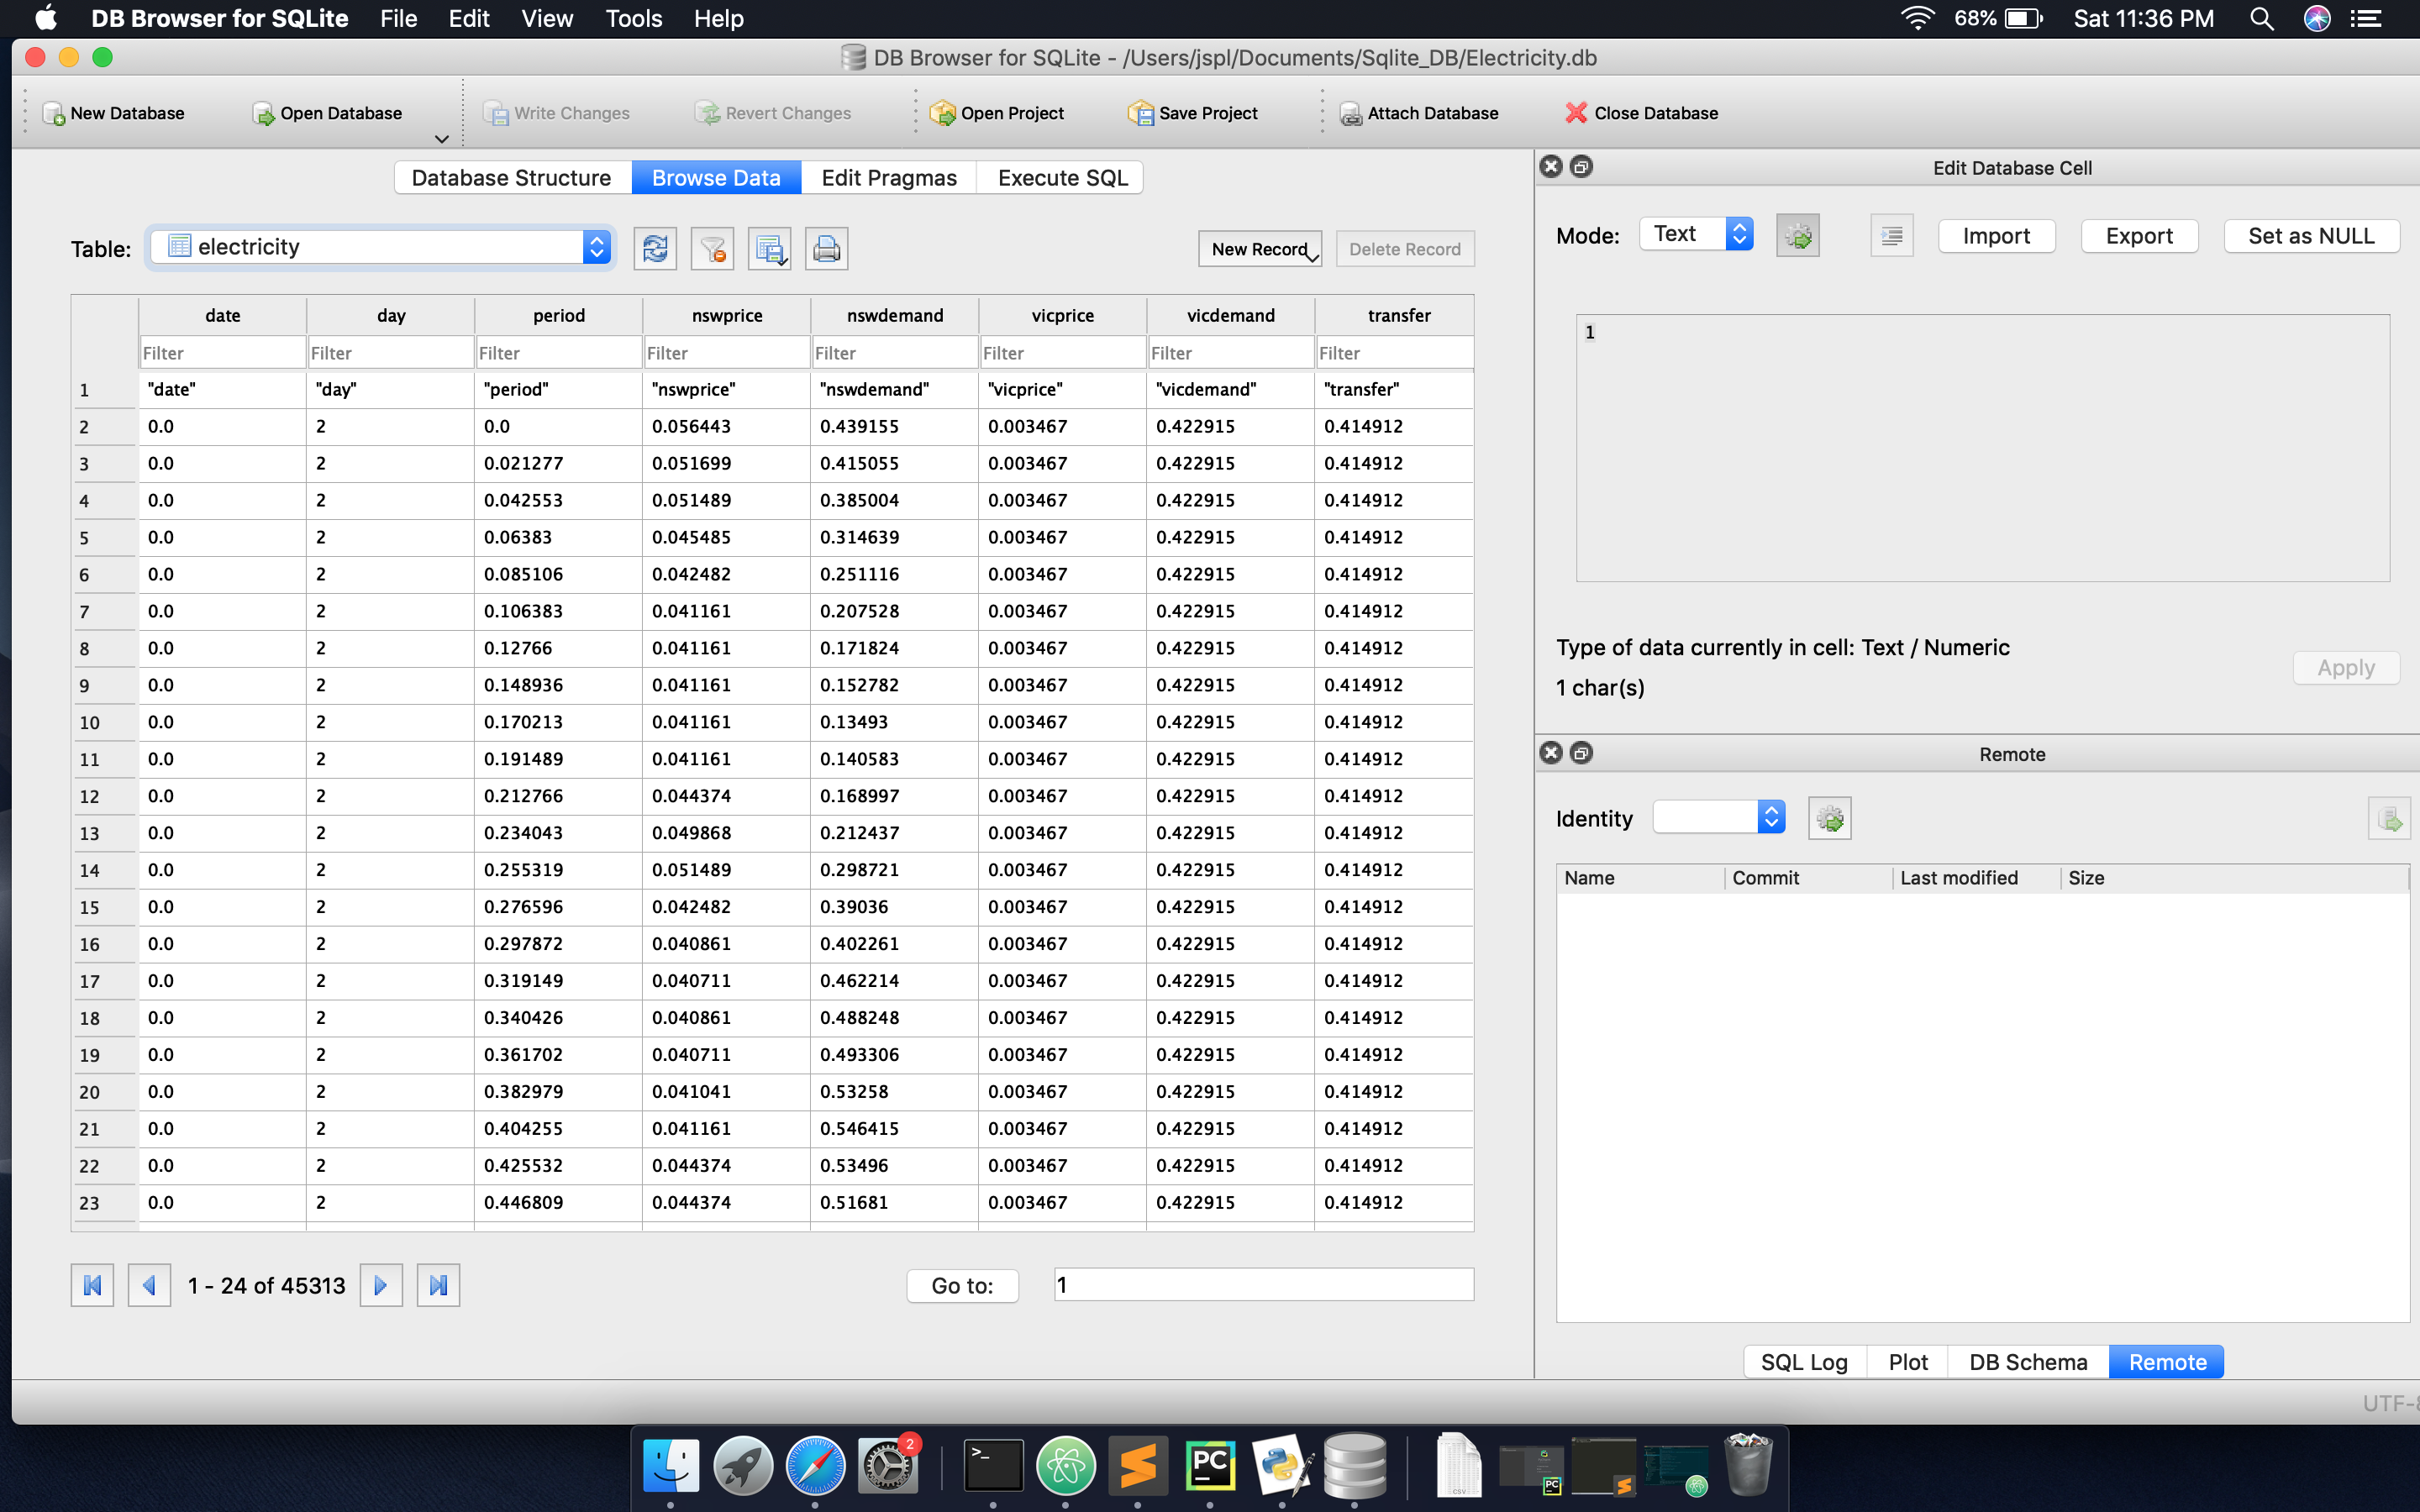 DB Browser for SQLite File Edit View Tools Help 68% Sat 11:36 PM
DB Browser for SQLite - /Users/jspl/Documents/Sqlite_DB/Electricity.db
New Database Open Database Write Changes Revert Changes Open Project Save Project Attach Database Close Database
Database Structure Browse Data Edit Pragmas Execute SQL
Table: electricity New Record Delete Record
date day period nswprice nswdemand vicprice vicdemand transfer
Filter Filter Filter Filter Filter Filter Filter Filter
1 "date" "day" "period" "nswprice" "nswdemand" "vicprice" "vicdemand" "transfer"
2 0.0 2 0.0 0.056443 0.439155 0.003467 0.422915 0.414912
3 0.0 2 0.021277 0.051699 0.415055 0.003467 0.422915 0.414912
4 0.0 2 0.042553 0.051489 0.385004 0.003467 0.422915 0.414912
5 0.0 2 0.06383 0.045485 0.314639 0.003467 0.422915 0.414912
6 0.0 2 0.085106 0.042482 0.251116 0.003467 0.422915 0.414912
7 0.0 2 0.106383 0.041161 0.207528 0.003467 0.422915 0.414912
8 0.0 2 0.12766 0.041161 0.171824 0.003467 0.422915 0.414912
9 0.0 2 0.148936 0.041161 0.152782 0.003467 0.422915 0.414912
10 0.0 2 0.170213 0.041161 0.13493 0.003467 0.422915 0.414912
11 0.0 2 0.191489 0.041161 0.140583 0.003467 0.422915 0.414912
12 0.0 2 0.212766 0.044374 0.168997 0.003467 0.422915 0.414912
13 0.0 2 0.234043 0.049868 0.212437 0.003467 0.422915 0.414912
14 0.0 2 0.255319 0.051489 0.298721 0.003467 0.422915 0.414912
15 0.0 2 0.276596 0.042482 0.39036 0.003467 0.422915 0.414912
16 0.0 2 0.297872 0.040861 0.402261 0.003467 0.422915 0.414912
17 0.0 2 0.319149 0.040711 0.462214 0.003467 0.422915 0.414912
18 0.0 2 0.340426 0.040861 0.488248 0.003467 0.422915 0.414912
19 0.0 2 0.361702 0.040711 0.493306 0.003467 0.422915 0.414912
20 0.0 2 0.382979 0.041041 0.53258 0.003467 0.422915 0.414912
21 0.0 2 0.404255 0.041161 0.546415 0.003467 0.422915 0.414912
22 0.0 2 0.425532 0.044374 0.53496 0.003467 0.422915 0.414912
23 0.0 2 0.446809 0.044374 0.51681 0.003467 0.422915 0.414912
1 - 24 of 45313 Go to: 1
Edit Database Cell
Mode: Text Import Export Set as NULL
1
Type of data currently in cell: Text / Numeric
1 char(s)
Apply
Remote
Identity
Name Commit Last modified Size
SQL Log Plot DB Schema Remote
UTF-8
2
>_
PC
CSV
PC